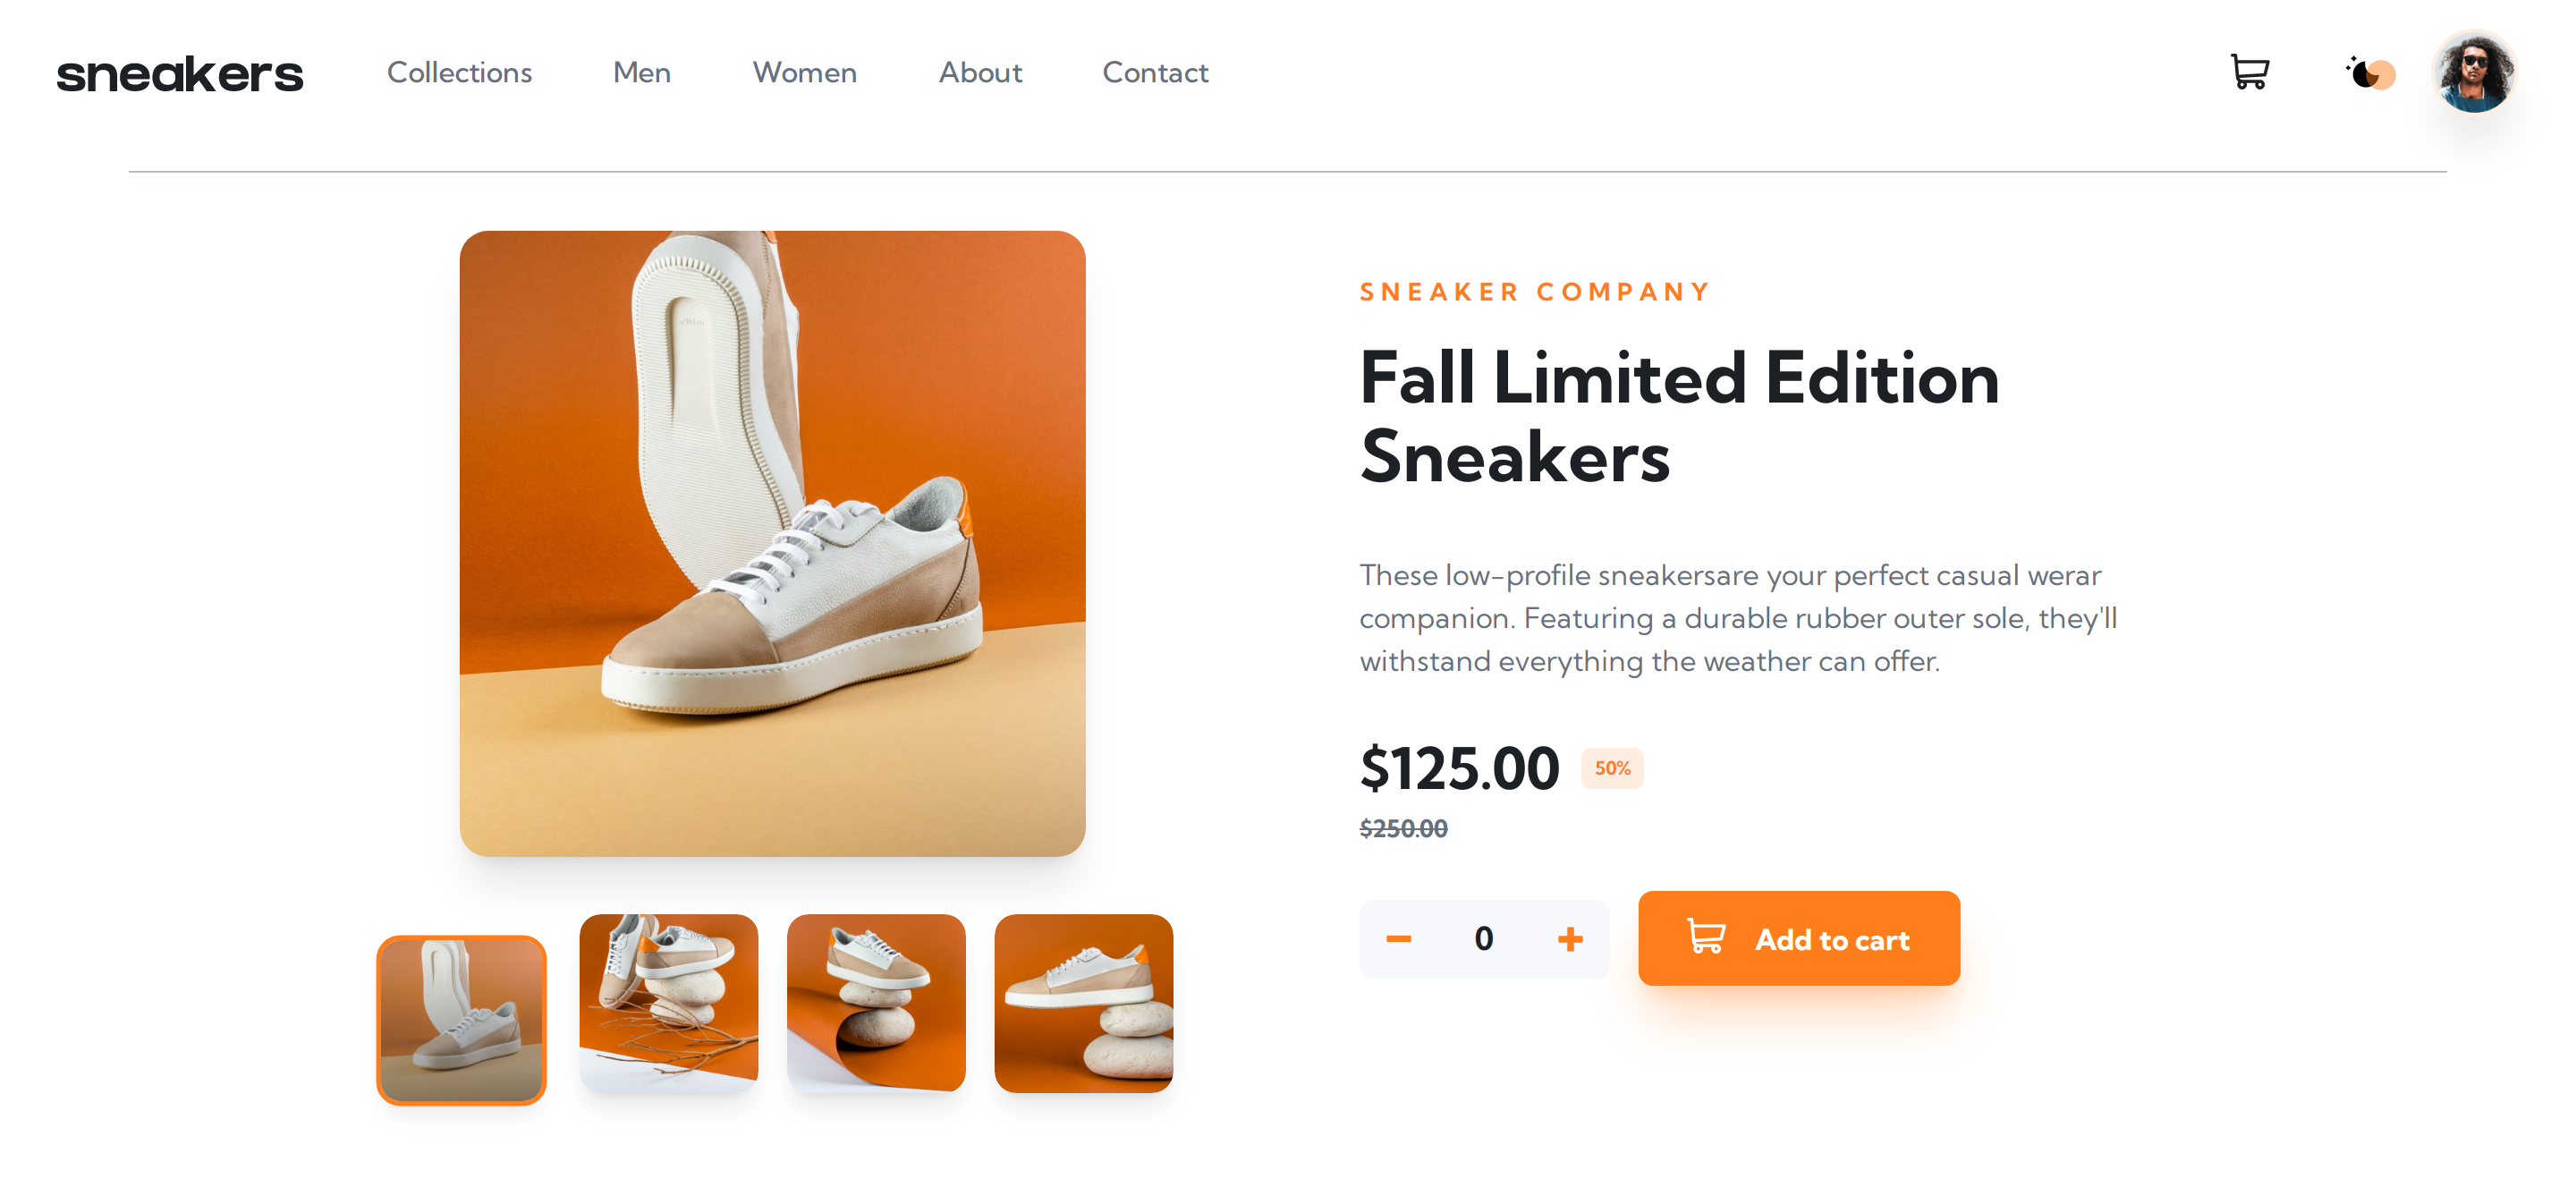 sneakers
Collections
Men
Women
About
Contact
SNEAKER COMPANY
Fall Limited Edition
Sneakers
These low-profile sneakersare your perfect casual werar
companion. Featuring a durable rubber outer sole, they'll
withstand everything the weather can offer.
$125.00 50%
$250.00
0
Add to cart